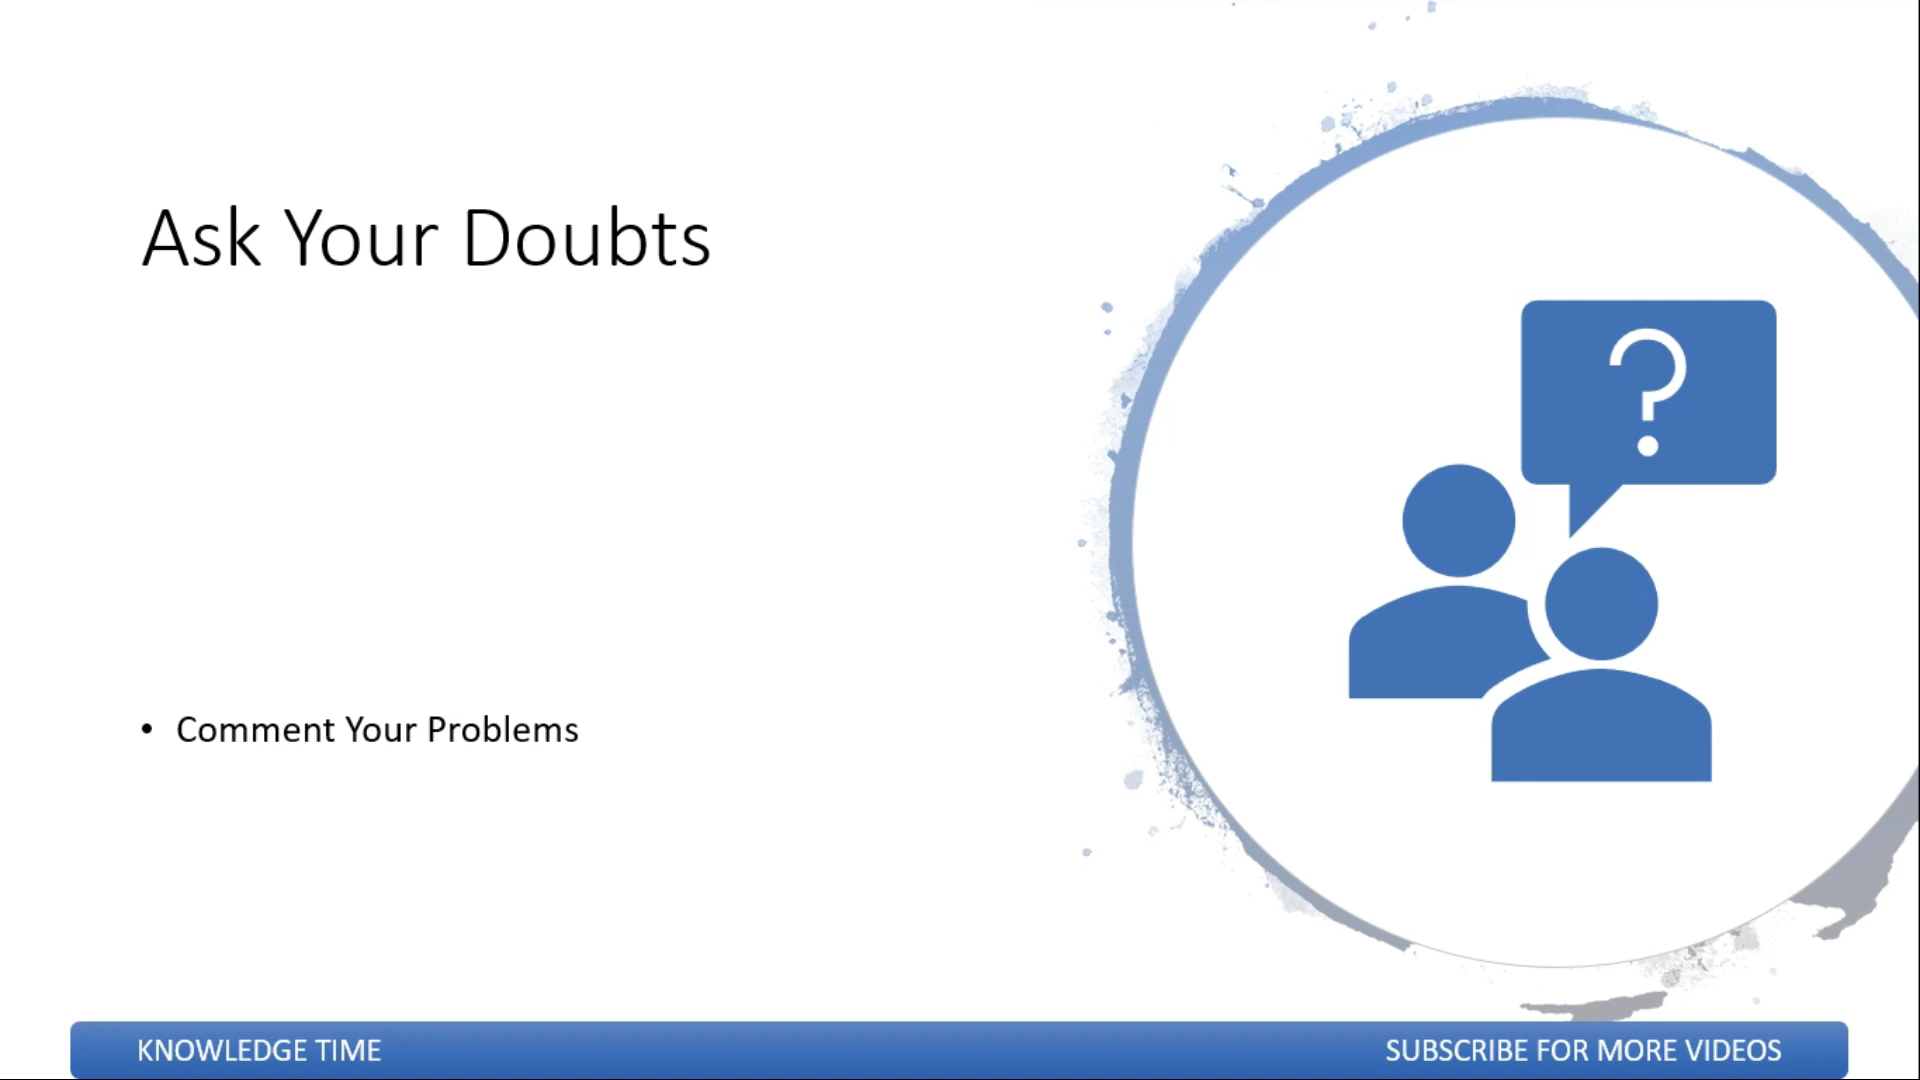 Ask Your Doubts
?
• Comment Your Problems
KNOWLEDGE TIME
SUBSCRIBE FOR MORE VIDEOS